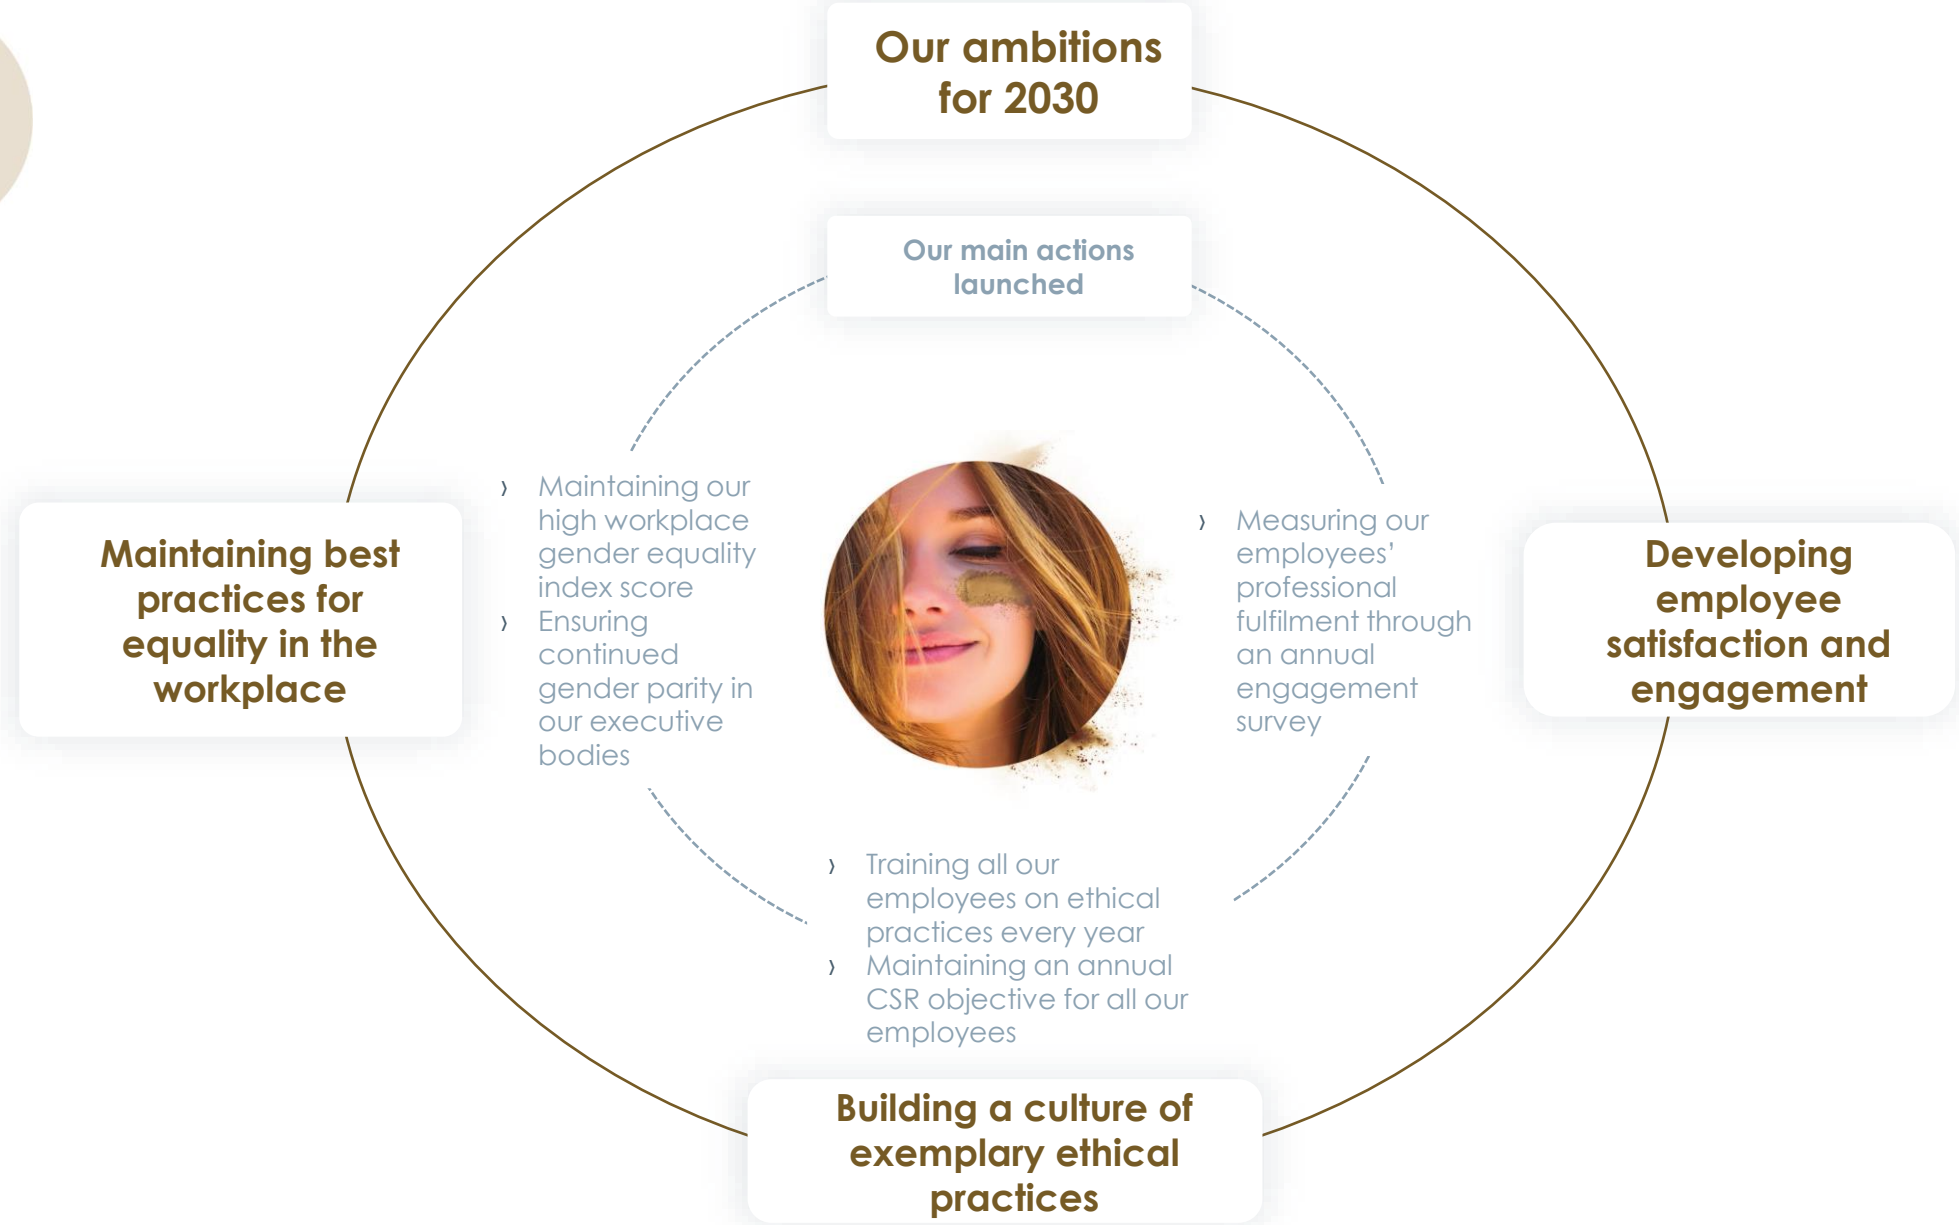 Our ambitions
for 2030
Our main actions
launched
Maintaining best
practices for
equality in the
workplace
› Maintaining our
high workplace
gender equality
index score
› Ensuring
continued
gender parity in
our executive
bodies
› Measuring our
employees’
professional
fulfilment through
an annual
engagement
survey
Developing
employee
satisfaction and
engagement
› Training all our
employees on ethical
practices every year
› Maintaining an annual
CSR objective for all our
employees
Building a culture of
exemplary ethical
practices